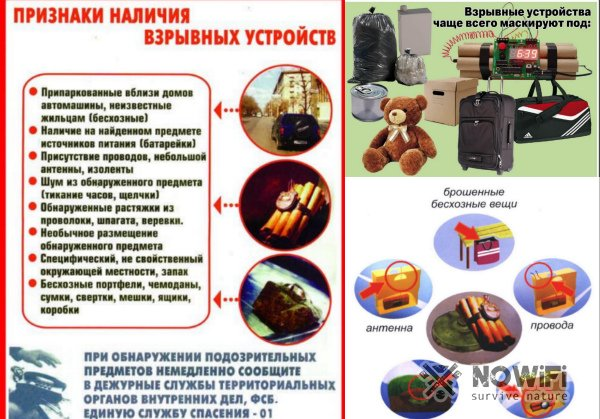 ПРИЗНАКИ НАЛИЧИЯ
ВЗРЫВНЫХ УСТРОЙСТВ
Припаркованные вблизи домов
автомашины, неизвестные
жильцам (бесхозные)
Наличие на найденном предмете
источников питания (батарейки)
Присутствие проводов, небольшой
антенны, изоленты
Шум из обнаруженного предмета
(тикание часов, щелчки)
Обнаруженные растяжки из
проволоки, шпагата, веревки.
Необычное размещение
обнаруженного предмета
Специфический, не свойственный
окружающей местности, запах
Бесхозные портфели, чемоданы,
сумки, свертки, мешки, ящики,
коробки
ПРИ ОБНАРУЖЕНИИ ПОДОЗРИТЕЛЬНЫХ
ПРЕДМЕТОВ НЕМЕДЛЕННО СООБЩИТЕ
В ДЕЖУРНЫЕ СЛУЖБЫ ТЕРРИТОРИАЛЬНЫХ
ОРГАНОВ ВНУТРЕННИХ ДЕЛ, ФСБ.
ЕДИНУЮ СЛУЖБУ СПАСЕНИЯ - 01
Взрывные устройства
чаще всего маскируют под:
6:39
adidas
брошенные
бесхозные вещи
антенна
провода
NOWiFi
survive nature